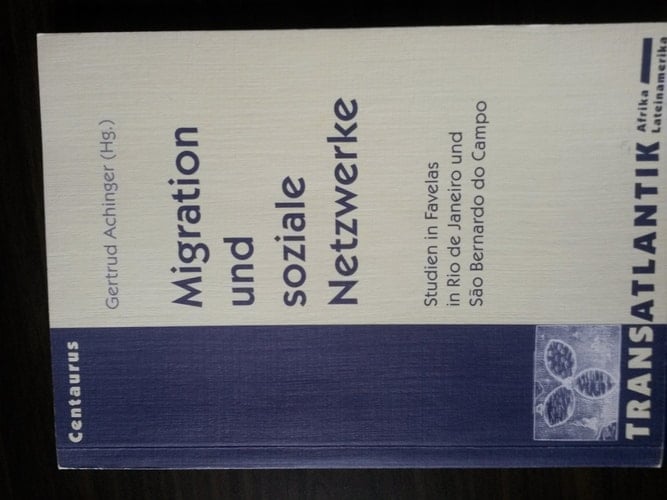 Centaurus
Gertrud Achinger (Hg.)
Migration
und
soziale
Netzwerke
Studien in Favelas
in Rio de Janeiro und
São Bernardo do Campo
TRANSATLANTIK
Afrika
Lateinamerika